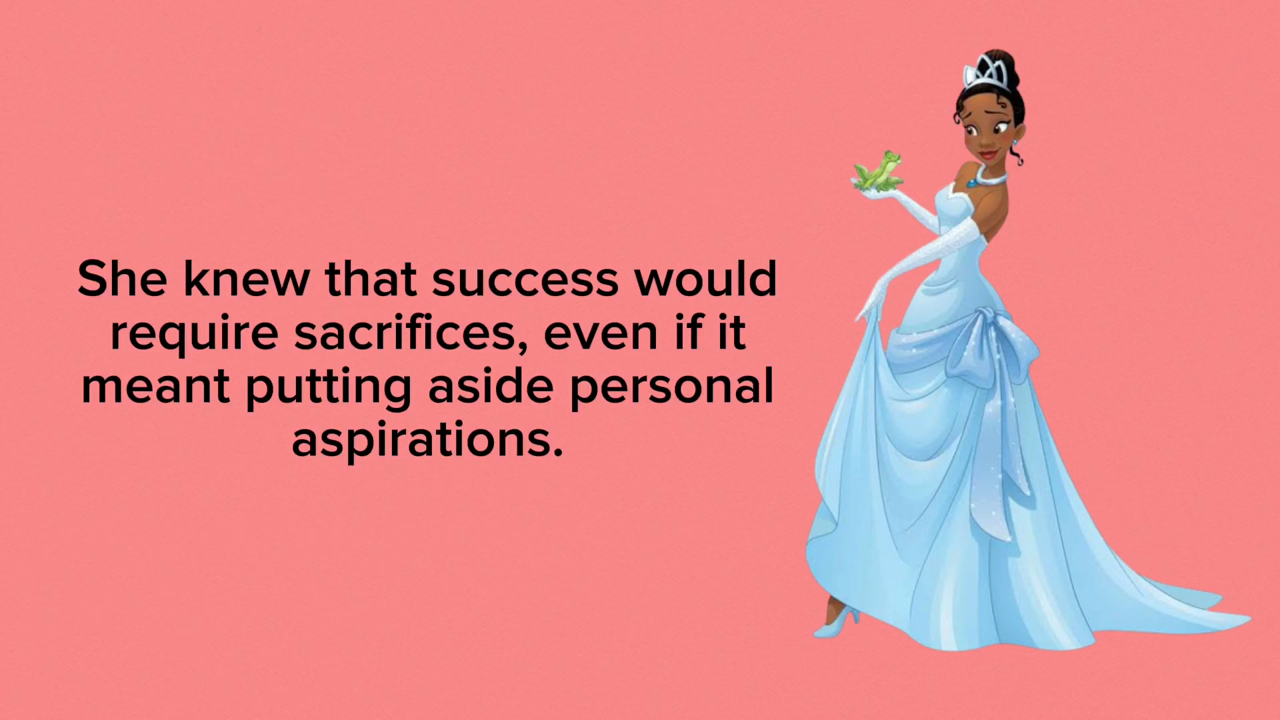 She knew that success would
require sacrifices, even if it
meant putting aside personal
aspirations.